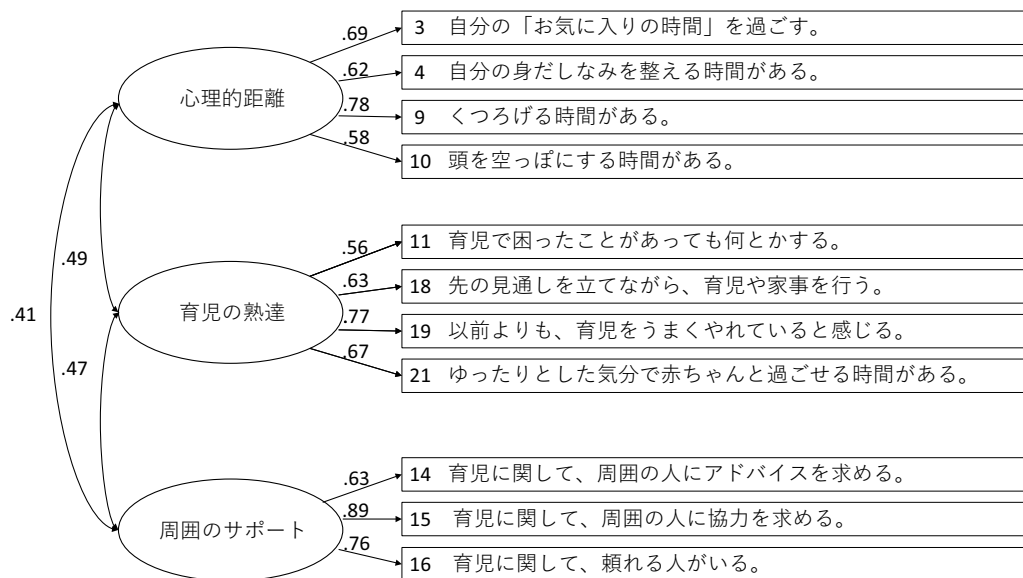 .69
3 自分の「お気に入りの時間」を過ごす。
.62
4 自分の身だしなみを整える時間がある。
心理的距離
.78
9 くつろげる時間がある。
.58
10 頭を空っぽにする時間がある。
.49
.56
11 育児で困ったことがあっても何とかする。
.63
18 先の見通しを立てながら、育児や家事を行う。
.41
育児の熟達
.77
19 以前よりも、育児をうまくやれていると感じる。
.47
.67
21 ゆったりとした気分で赤ちゃんと過ごせる時間がある。
.63
14 育児に関して、周囲の人にアドバイスを求める。
.89
15 育児に関して、周囲の人に協力を求める。
周囲のサポート
.76
16 育児に関して、頼れる人がいる。